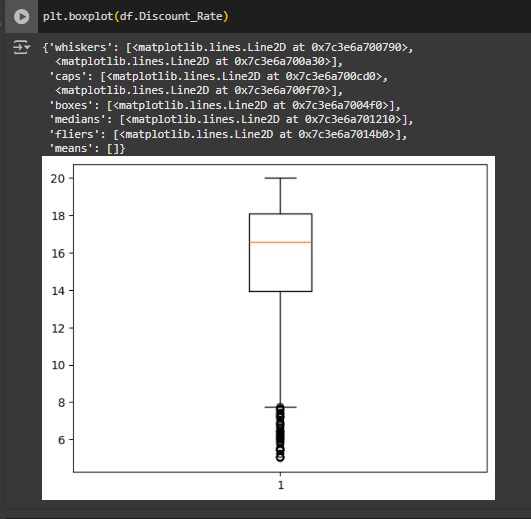 plt.boxplot(df.Discount_Rate)
{'whiskers': [<matplotlib.lines.Line2D at 0x7c3e6a700790>,
<matplotlib.lines.Line2D at 0x7c3e6a700a30>],
'caps': [<matplotlib.lines.Line2D at 0x7c3e6a700cd0>,
<matplotlib.lines.Line2D at 0x7c3e6a700f70>],
'boxes': [<matplotlib.lines.Line2D at 0x7c3e6a7004f0>],
'medians': [<matplotlib.lines.Line2D at 0x7c3e6a701210>],
'fliers': [<matplotlib.lines.Line2D at 0x7c3e6a7014b0>],
'means': []}
20
18
16
14
12
10
8
6
1